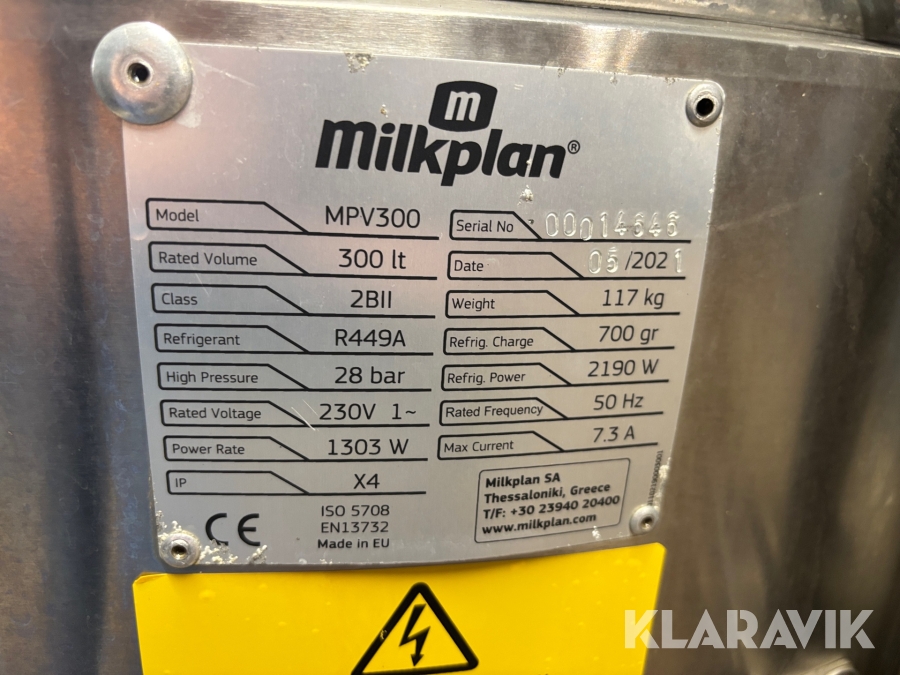 m
milkplan®
Model MPV300
Rated Volume 300 lt
Class 2BII
Refrigerant R449A
High Pressure 28 bar
Rated Voltage 230V 1~
Power Rate 1303 W
IP X4
Serial No 00014646
Date 05/2021
Weight 117 kg
Refrig. Charge 700 gr
Refrig. Power 2190 W
Rated Frequency 50 Hz
Max Current 7.3 A
CE
ISO 5708
EN13732
Made in EU
Milkplan SA
Thessaloniki, Greece
T/F: +30 23940 20400
www.milkplan.com
KLARAVIK